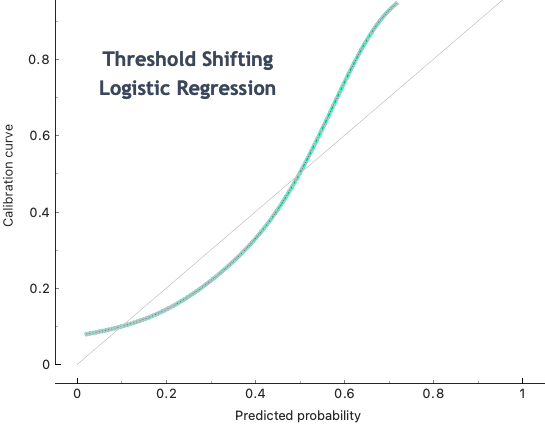 Threshold Shifting
Logistic Regression
Calibration curve
0.8
0.6
0.4
0.2
0
0 0.2 0.4 0.6 0.8 1
Predicted probability